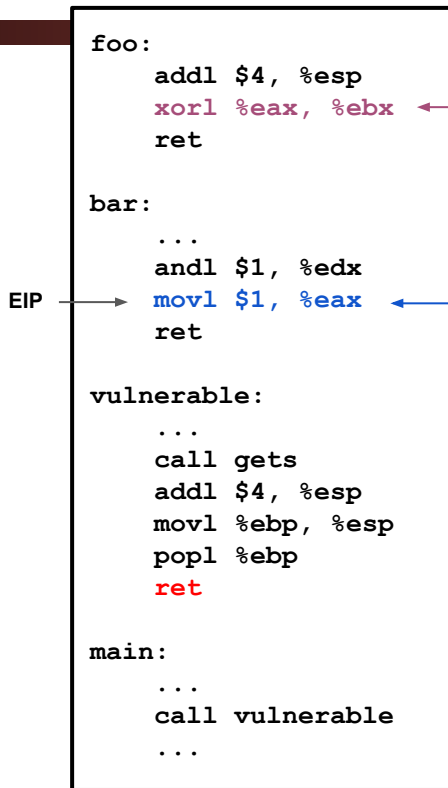 foo:
addl $4, %esp
xorl %eax, %ebx
ret
bar:
...
andl $1, %edx
EIP movl $1, %eax
ret
vulnerable:
...
call gets
addl $4, %esp
movl %ebp, %esp
popl %ebp
ret
main:
...
call vulnerable
...